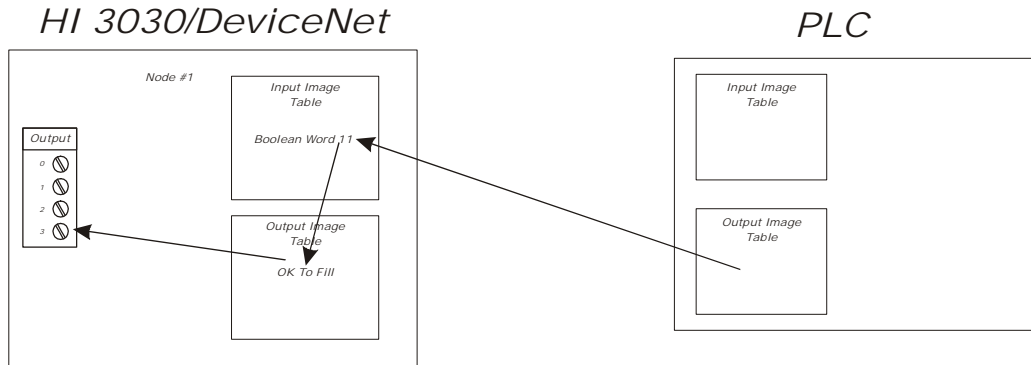 HI 3030/DeviceNet
PLC
Node #1
Input Image
Table
Boolean Word 11
Output
0
1
2
3
Output Image
Table
OK To Fill
Input Image
Table
Output Image
Table